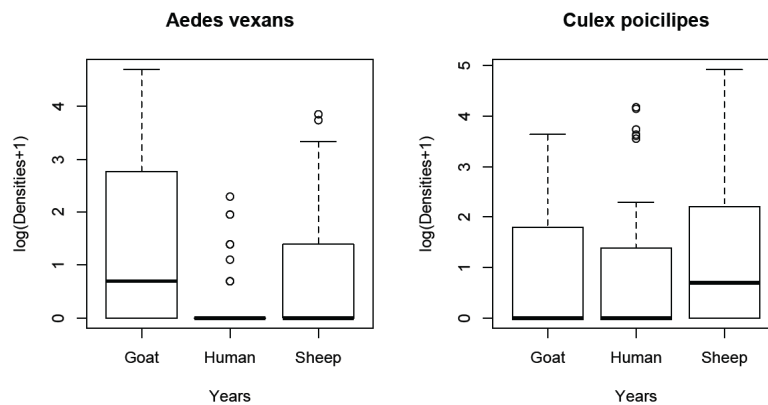 Aedes vexans
log(Densities+1)
4
3
2
1
0
Goat Human Sheep
Years
Culex poicilipes
log(Densities+1)
5
4
3
2
1
0
Goat Human Sheep
Years